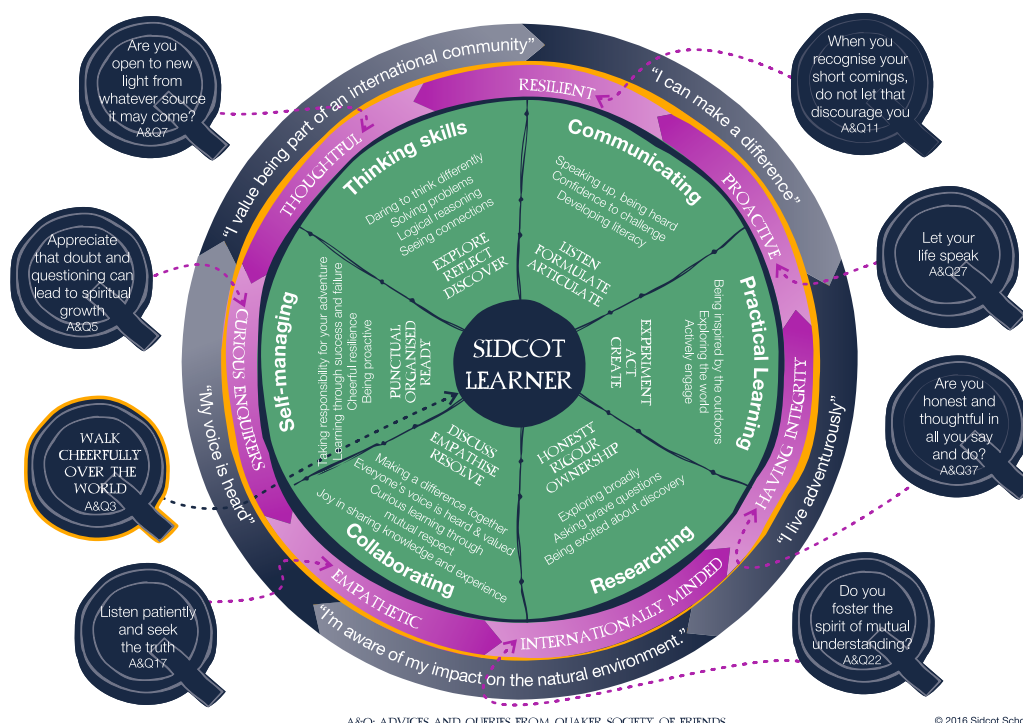 Are you
open to new
light from
whatever source
it may come?
A&Q7
When you
recognise your
short comings,
do not let that
discourage you
A&Q11
Appreciate
that doubt and
questioning can
lead to spiritual
growth
A&Q5
Let your
life speak
A&Q27
WALK
CHEERFULLY
OVER THE
WORLD
A&Q3
Are you
honest and
thoughtful in
all you say
and do?
A&Q37
Listen patiently
and seek
the truth
A&Q17
Do you
foster the
spirit of mutual
understanding?
A&Q22
"I value being part of an international community"
"I can make a difference"
"I live adventurously"
"I'm aware of my impact on the natural environment."
"My voice is heard"
RESILIENT
PROACTIVE
HAVING INTEGRITY
INTERNATIONALLY MINDED
EMPATHETIC
CURIOUS ENQUIRERS
THOUGHTFUL
Thinking skills
Daring to think differently
Solving problems
Logical reasoning
Seeing connections
EXPLORE
REFLECT
DISCOVER
Communicating
Speaking up, being heard
Confidence to challenge
Developing literacy
LISTEN
FORMULATE
ARTICULATE
Practical Learning
Being inspired by the outdoors
Exploring the world
Actively engage
EXPERIMENT
ACT
CREATE
Researching
HONESTY
RIGOUR
OWNERSHIP
Exploring broadly
Asking brave questions
Being excited about discovery
Collaborating
DISCUSS
EMPATHISE
RESOLVE
Making a difference together
Everyone's voice is heard & valued
Curious learning through
mutual respect
Joy in sharing knowledge and experience
Self-managing
Taking responsibility for your adventure
Learning through success and failure
Cheerful resilience
Being proactive
PUNCTUAL
ORGANISED
READY
SIDCOT
LEARNER
A&Q: ADVICES AND QUERIES FROM QUAKER SOCIETY OF FRIENDS
© 2016 Sidcot Scho